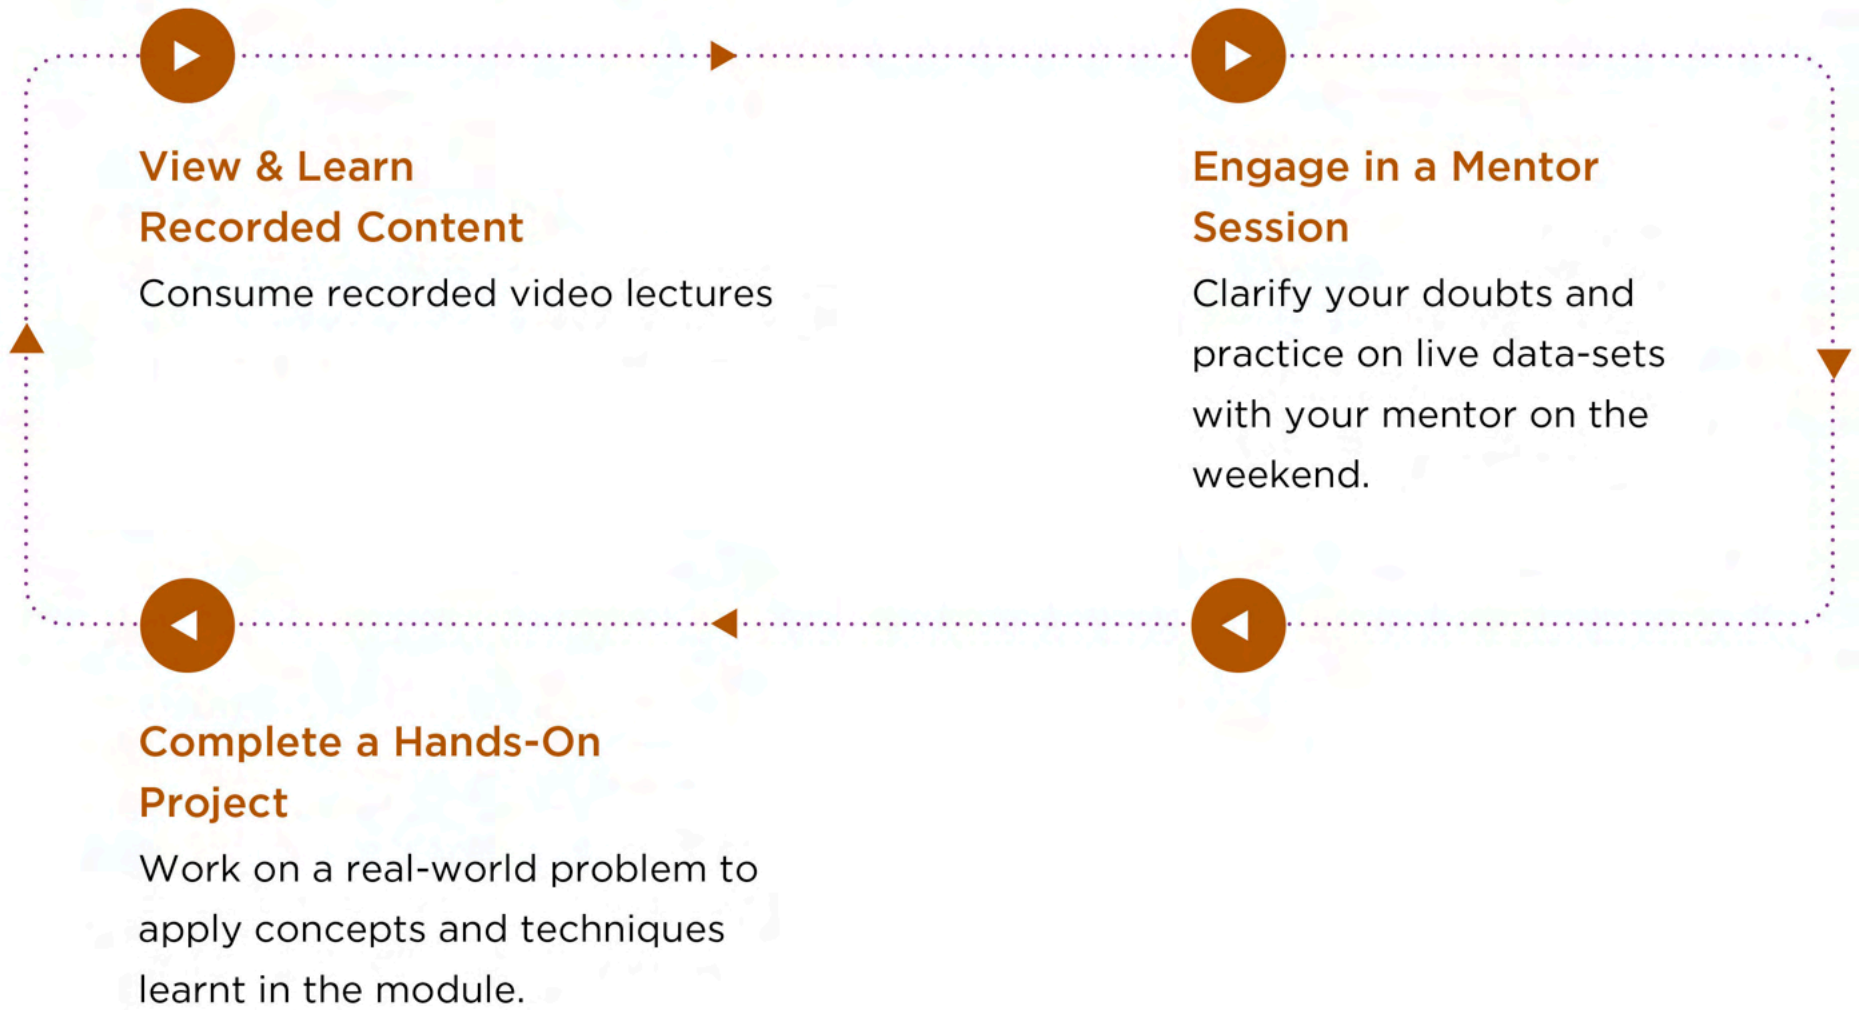 View & Learn
Recorded Content
Consume recorded video lectures
Engage in a Mentor
Session
Clarify your doubts and
practice on live data-sets
with your mentor on the
weekend.
Complete a Hands-On
Project
Work on a real-world problem to
apply concepts and techniques
learnt in the module.